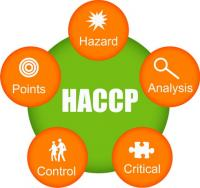 Hazard
Points
Analysis
HACCP
Control
Critical